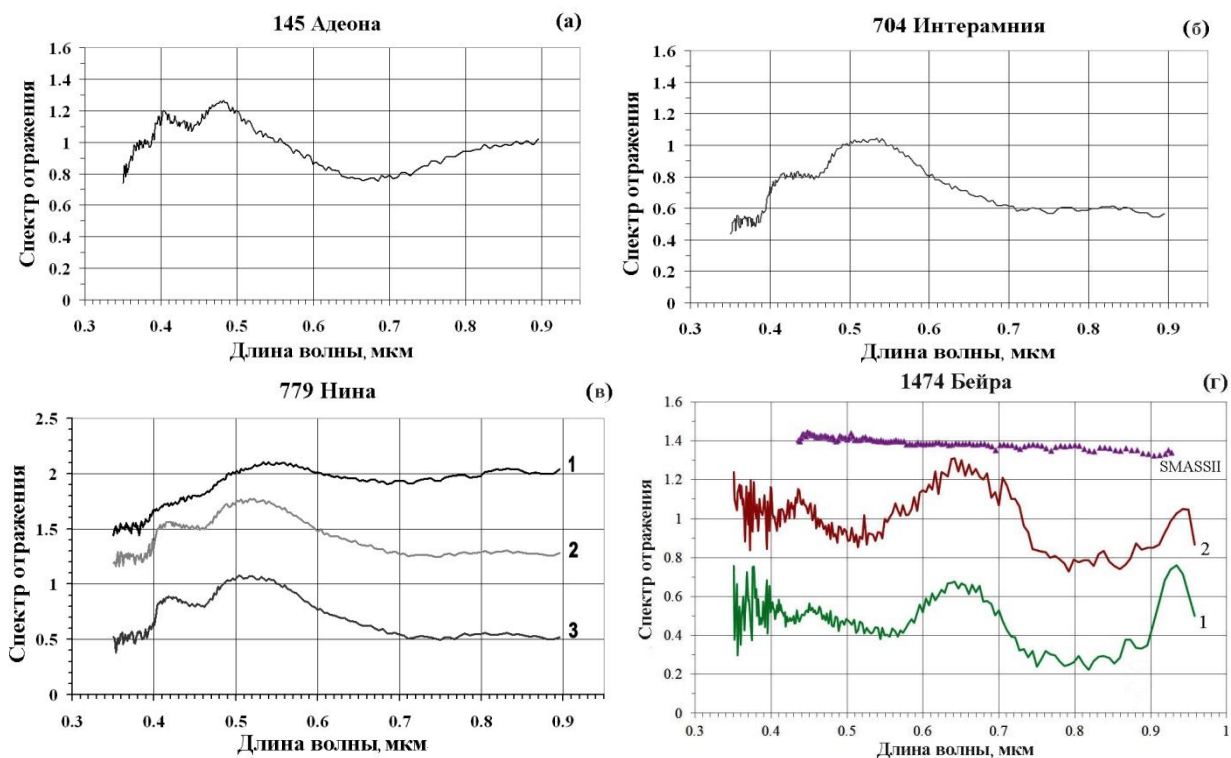 145 Адеона
(а)
Спектр отражения
1.6
1.4
1.2
1
0.8
0.6
0.4
0.2
0
0.3 0.4 0.5 0.6 0.7 0.8 0.9
Длина волны, мкм
704 Интерамния
(б)
Спектр отражения
1.6
1.4
1.2
1
0.8
0.6
0.4
0.2
0
0.3 0.4 0.5 0.6 0.7 0.8 0.9
Длина волны, мкм
779 Нина
(в)
Спектр отражения
2.5
2
1.5
1
0.5
0
1
2
3
0.3 0.4 0.5 0.6 0.7 0.8 0.9
Длина волны, мкм
1474 Бейра
(г)
Спектр отражения
1.6
1.4
1.2
1
0.8
0.6
0.4
0.2
0
SMASSII
2
1
0.3 0.4 0.5 0.6 0.7 0.8 0.9 1
Длина волны, мкм